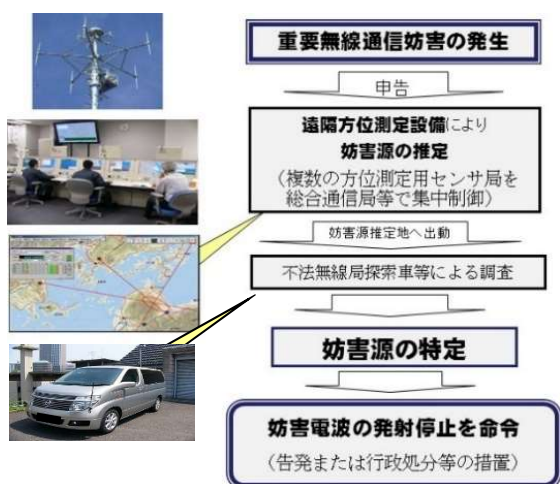 重要無線通信妨害の発生
申告
遠隔方位測定設備により
妨害源の推定
(複数の方位測定用センサ局を
総合通信局等で集中制御)
妨害源推定地へ出動
不法無線局探索車等による調査
妨害源の特定
妨害電波の発射停止を命令
(告発または行政処分等の措置)